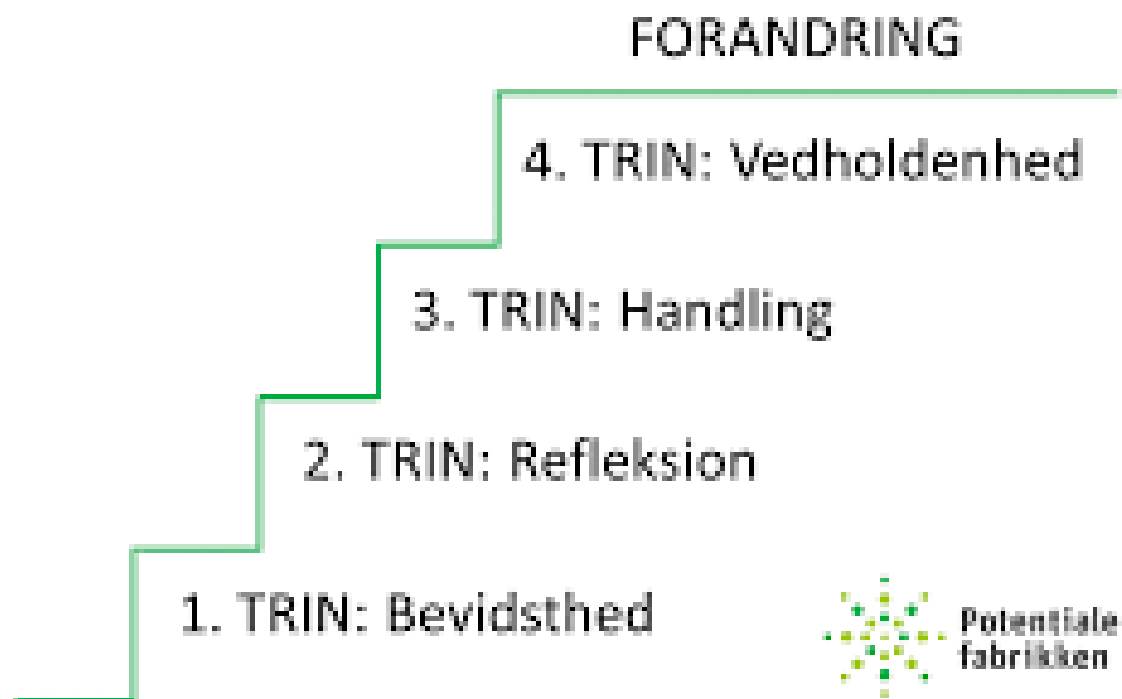 FORANDRING
4. TRIN: Vedholdenhed
3. TRIN: Handling
2. TRIN: Refleksion
1. TRIN: Bevidsthed
Potentiale
fabrikken